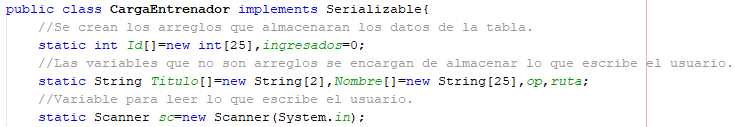 public class CargaEntrenador implements Serializable{
//Se crean los arreglos que almacenaran los datos de la tabla.
static int Id[]=new int[25],ingresados=0;
//Las variables que no son arreglos se encargan de almacenar lo que escribe el usuario.
static String Titulo[]=new String[2],Nombre[]=new String[25],op,ruta;
//Variable para leer lo que escribe el usuario.
static Scanner sc=new Scanner(System.in);